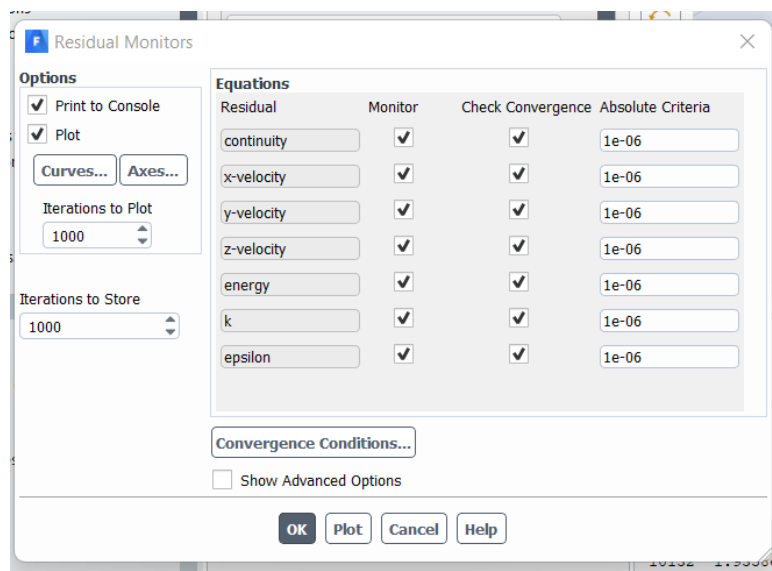 Residual Monitors
Options
Print to Console
Plot
Curves... Axes...
Iterations to Plot
1000
Iterations to Store
1000
Equations
Residual Monitor Check Convergence Absolute Criteria
continuity 1e-06
x-velocity 1e-06
y-velocity 1e-06
z-velocity 1e-06
energy 1e-06
k 1e-06
epsilon 1e-06
Convergence Conditions...
Show Advanced Options
OK Plot Cancel Help